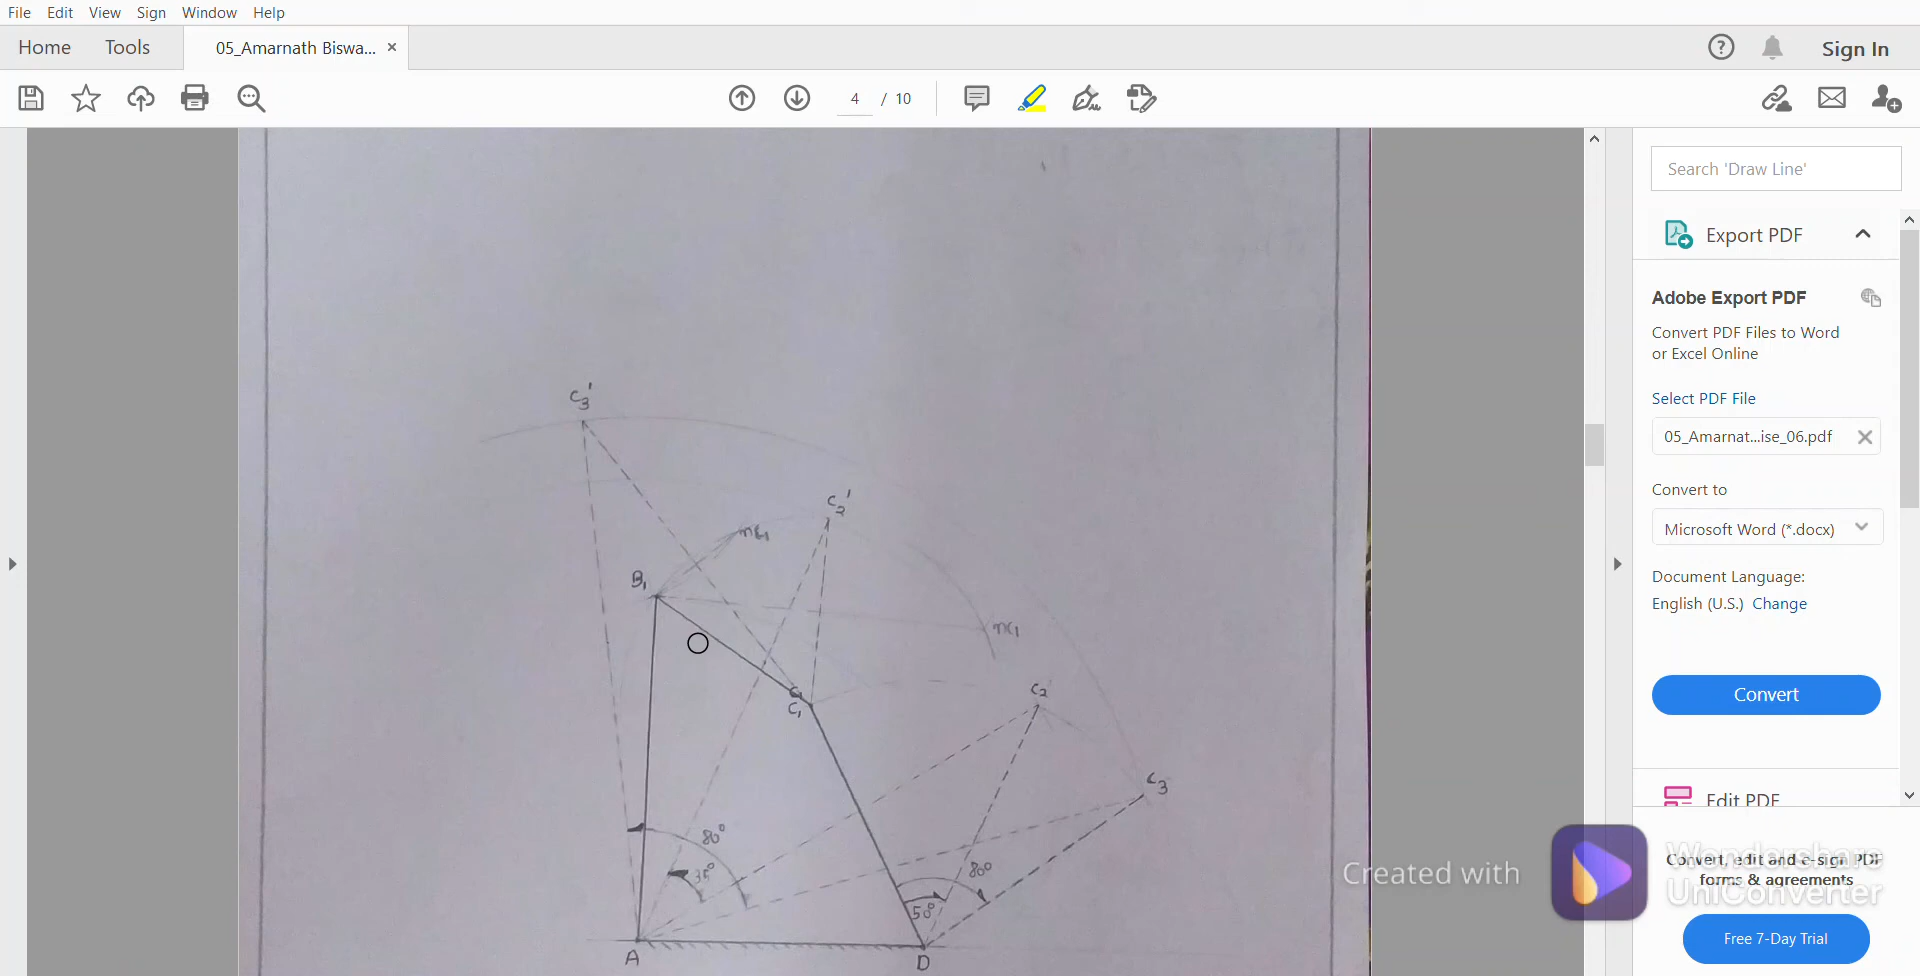 File Edit View Sign Window Help
Home Tools 05_Amarnath Biswa... ×
? Sign In
4 / 10
Search 'Draw Line'
Export PDF
Adobe Export PDF
Convert PDF Files to Word
or Excel Online
Select PDF File
05_Amarnat...ise_06.pdf
Convert to
Microsoft Word (*.docx)
Document Language:
English (U.S.) Change
Convert
Edit PDF
Convert, edit and e-sign PDF
forms & agreements
Free 7-Day Trial
Created with
Wondershare
UniConverter
C3'
C2'
B1
C1
C2
C3
80°
35°
80°
50°
A
D